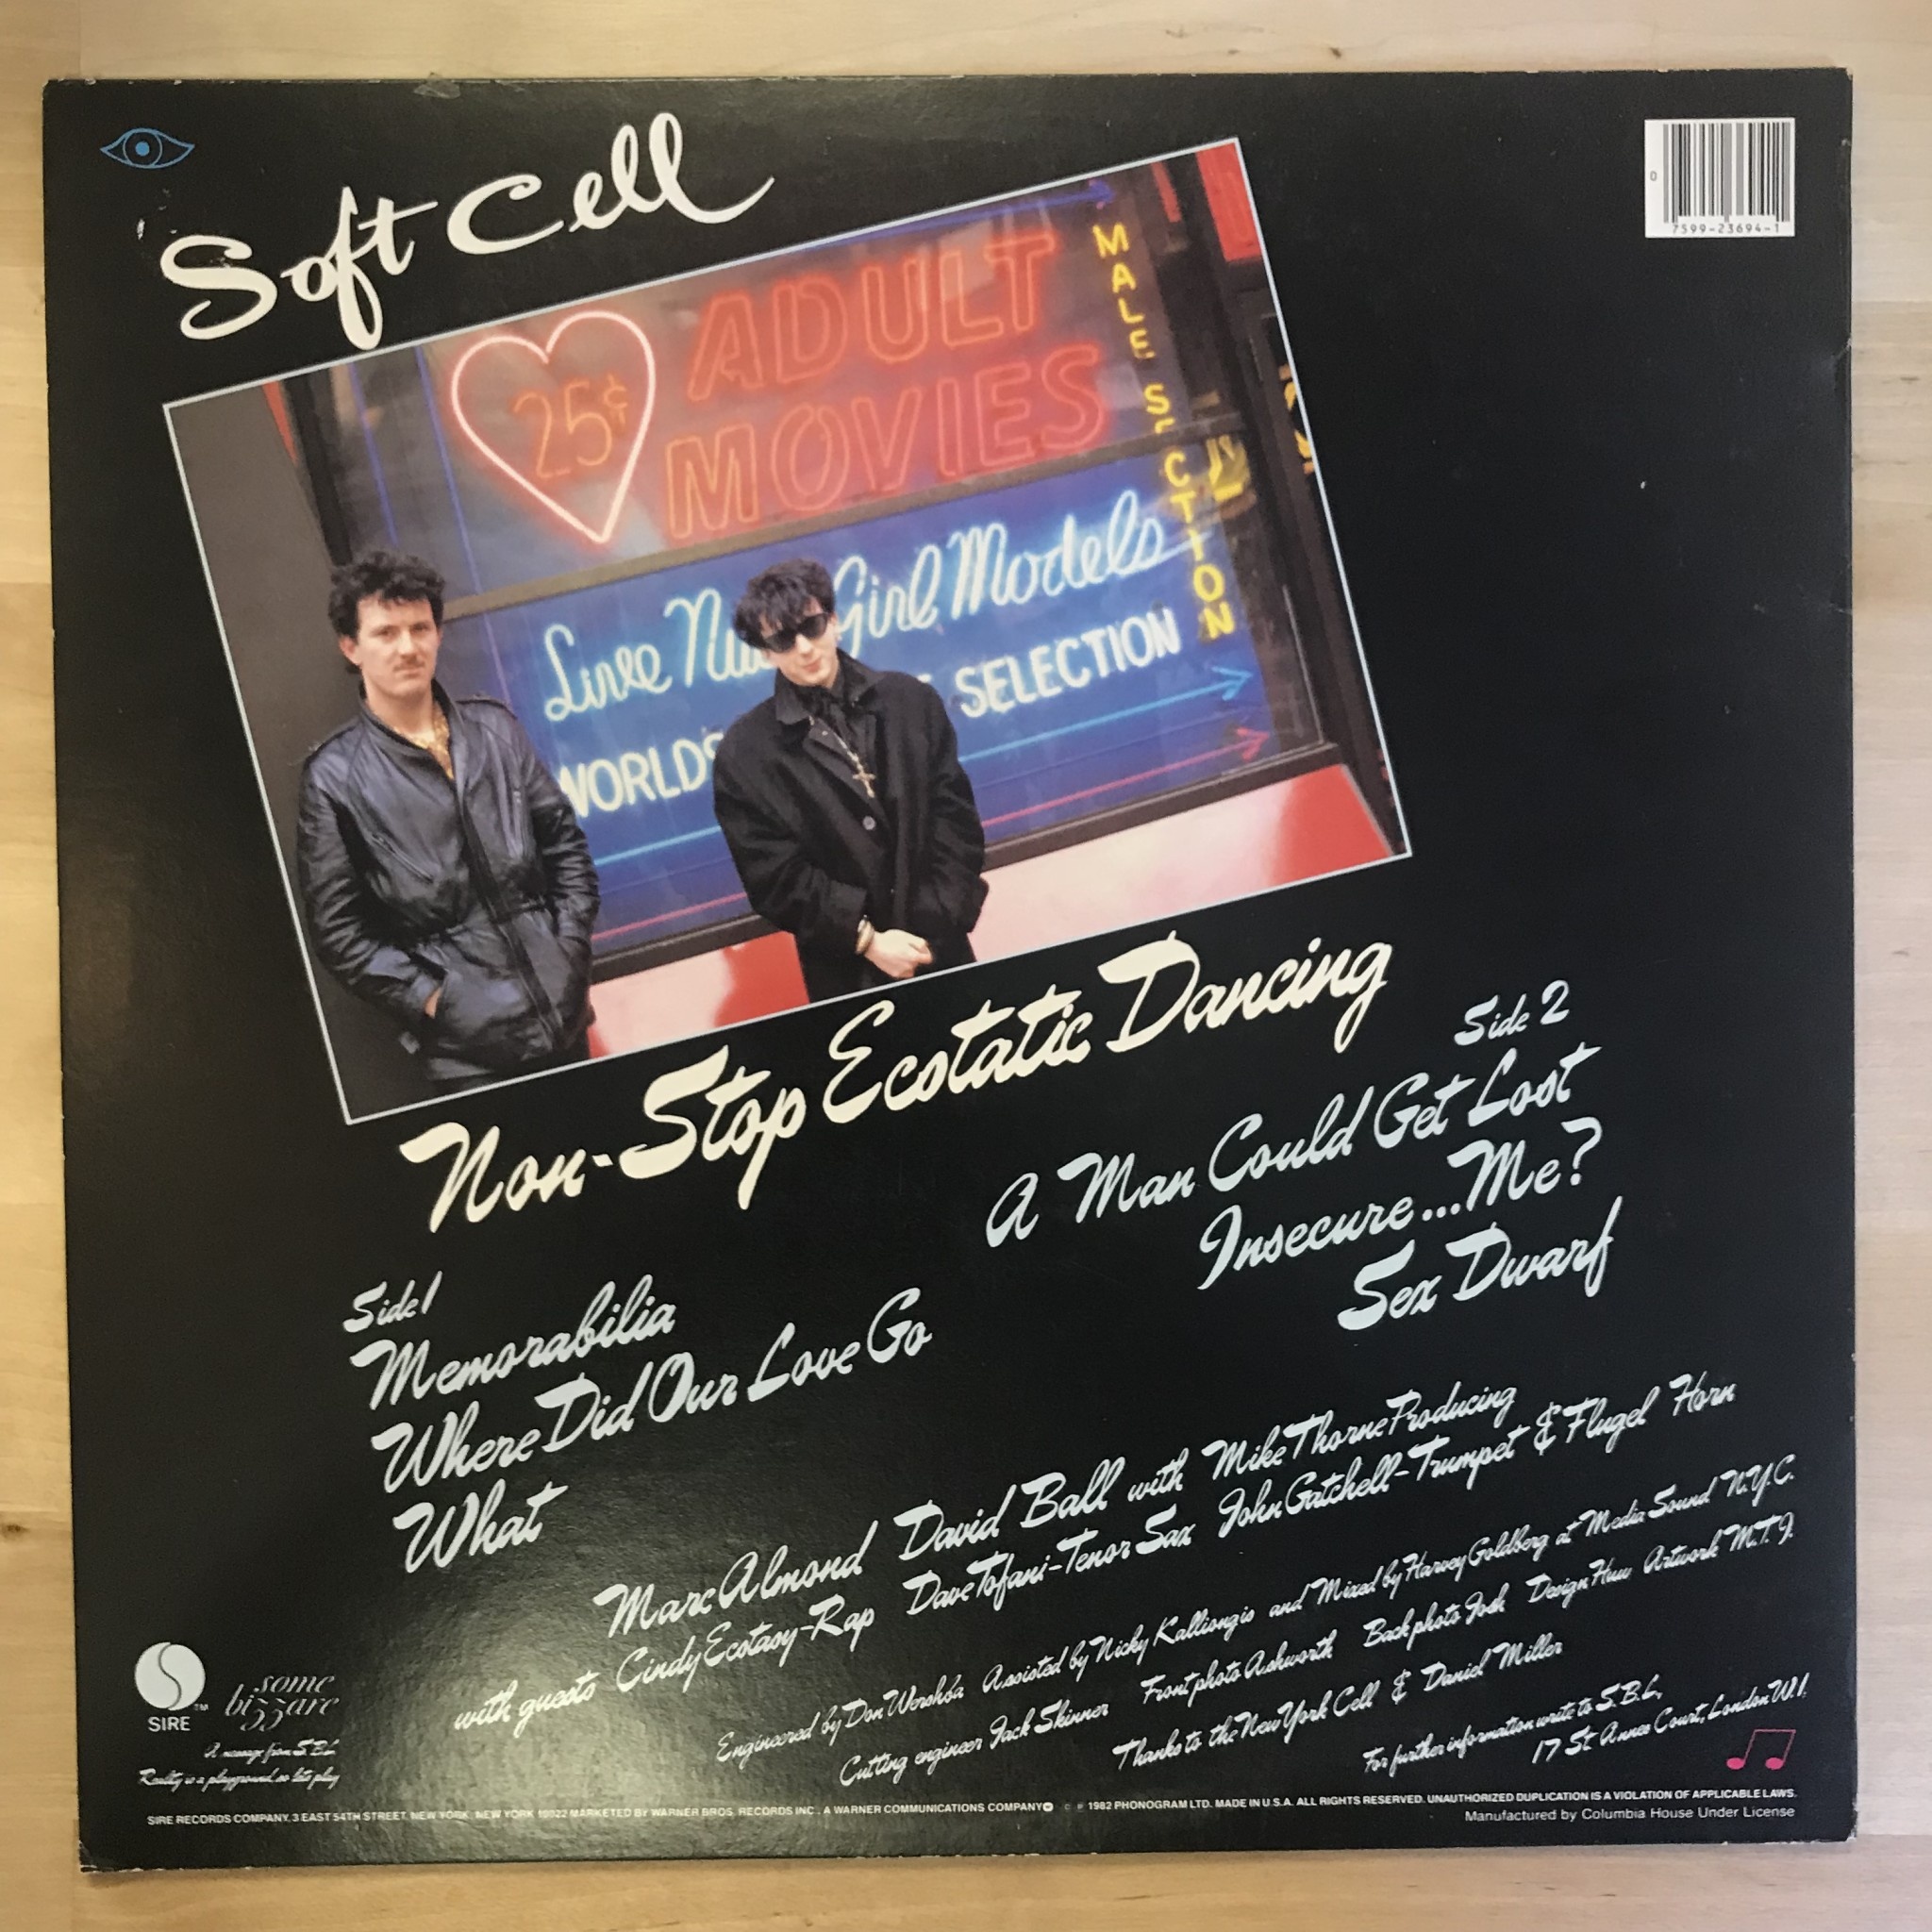 Soft Cell
0
7599-23694-1
25¢
ADULT
MOVIES
MALE SECTION
Live Nu Girl Models
WORLDS SELECTION
Non-Stop Ecstatic Dancing
Side 2
A Man Could Get Lost
Insecure...Me?
Sex Dwarf
Side 1
Memorabilia
Where Did Our Love Go
What
Marc Almond David Ball with Mike Thorne Producing
with guests Cindy Ecstasy-Rap Dave Tofani-Tenor Sax John Gatchell-Trumpet & Flugel Horn
Engineered by Don Wershba Assisted by Nicky Kalliongis and Mixed by Harvey Goldberg at Media Sound N.Y.C.
Cutting engineer Jack Skinner Front photo Ashworth Back photo Josh Design Huw Artwork M.T.I.
Thanks to the New York Cell & Daniel Miller
For further information write to S.B.L.,
17 St Annes Court, London W.1.
SIRE
TM
some
bizzare
A message from S.B.L.
Reality is a playground so lets play
SIRE RECORDS COMPANY, 3 EAST 54TH STREET, NEW YORK, NEW YORK 10022 MARKETED BY WARNER BROS. RECORDS INC., A WARNER COMMUNICATIONS COMPANY © ℗ 1982 PHONOGRAM LTD. MADE IN U.S.A. ALL RIGHTS RESERVED. UNAUTHORIZED DUPLICATION IS A VIOLATION OF APPLICABLE LAWS.
Manufactured by Columbia House Under License